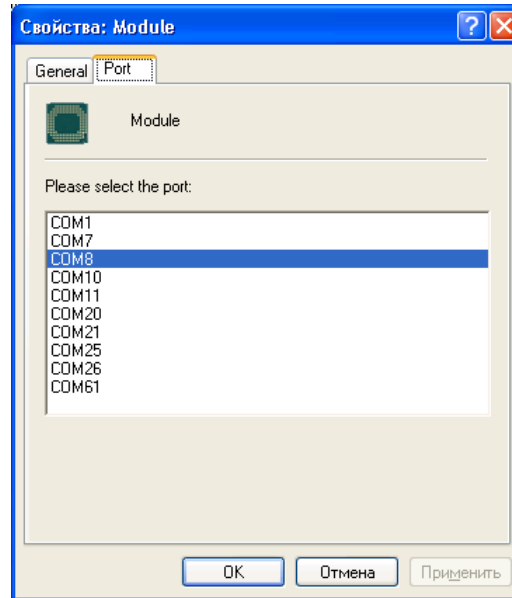 Свойства: Module
General Port
Module
Please select the port:
COM1
COM7
COM8
COM10
COM11
COM20
COM21
COM25
COM26
COM61
OK Отмена Применить